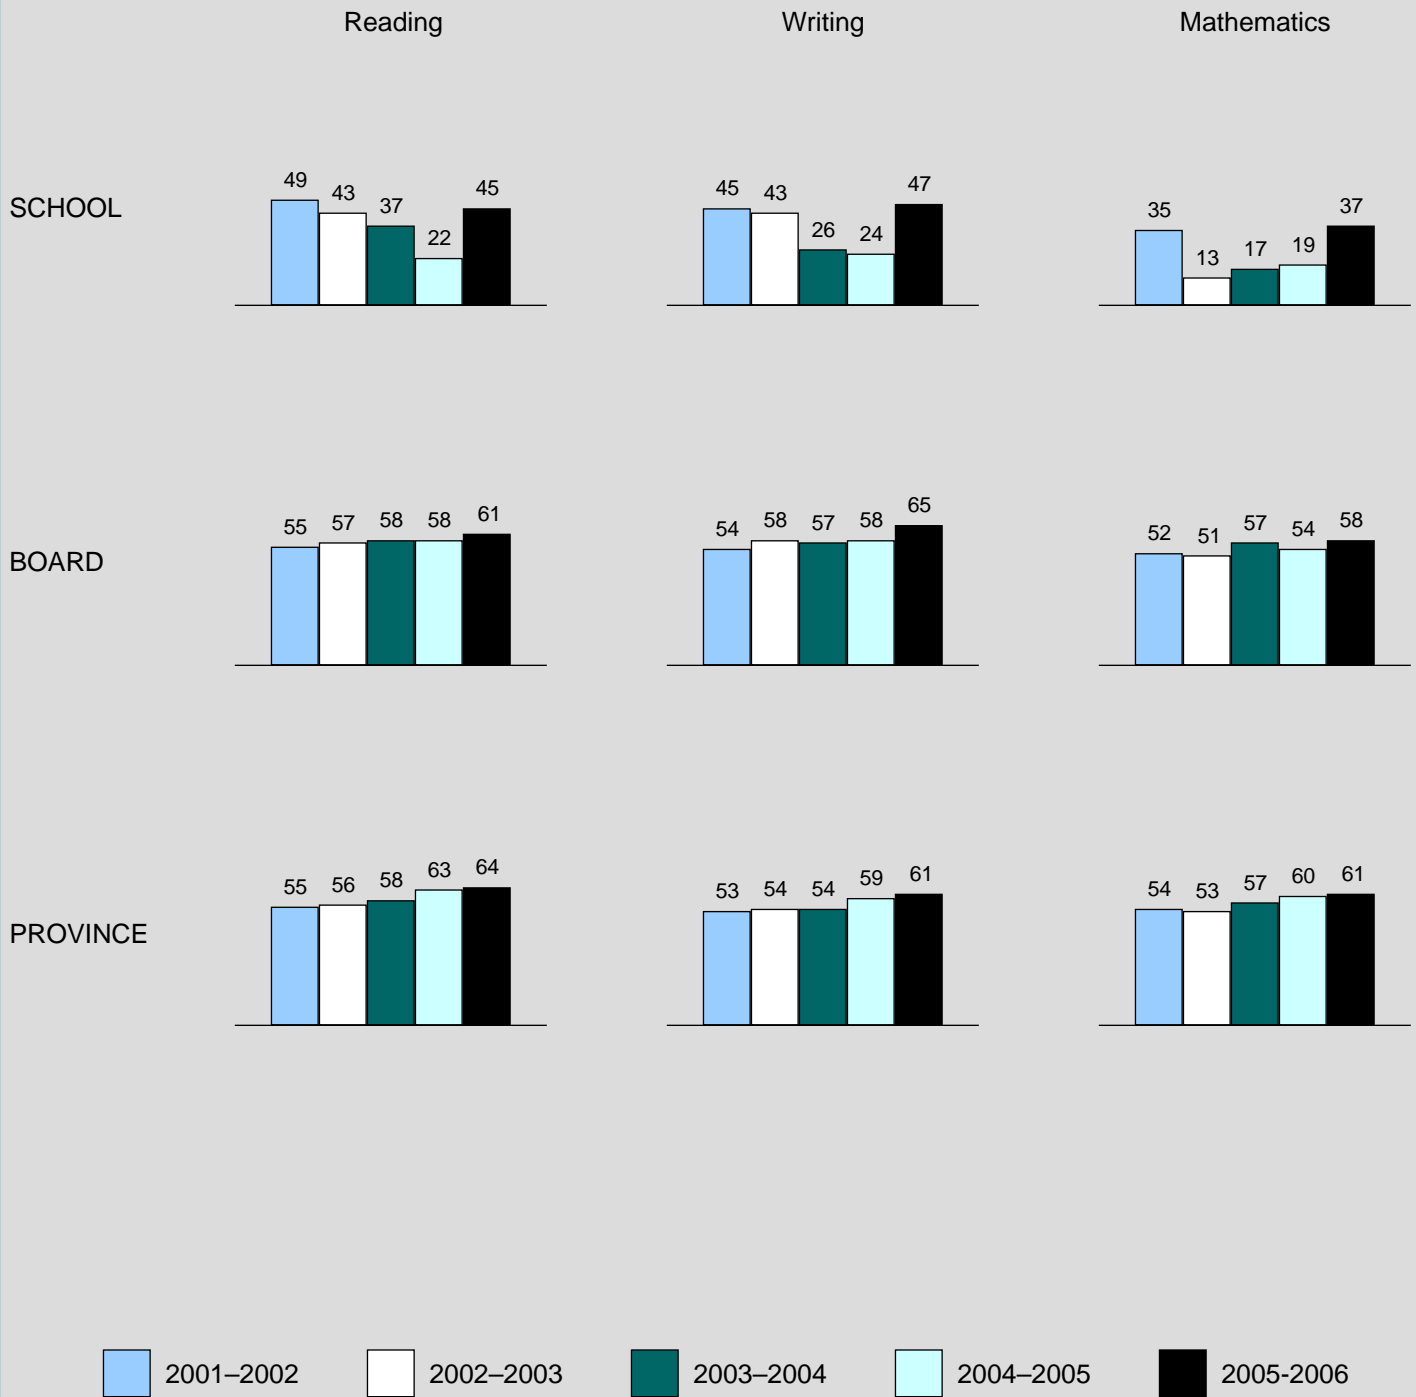 Reading Writing Mathematics
SCHOOL
49 43 37 22 45
45 43 26 24 47
35 13 17 19 37
BOARD
55 57 58 58 61
54 58 57 58 65
52 51 57 54 58
PROVINCE
55 56 58 63 64
53 54 54 59 61
54 53 57 60 61
2001–2002 2002–2003 2003–2004 2004–2005 2005-2006